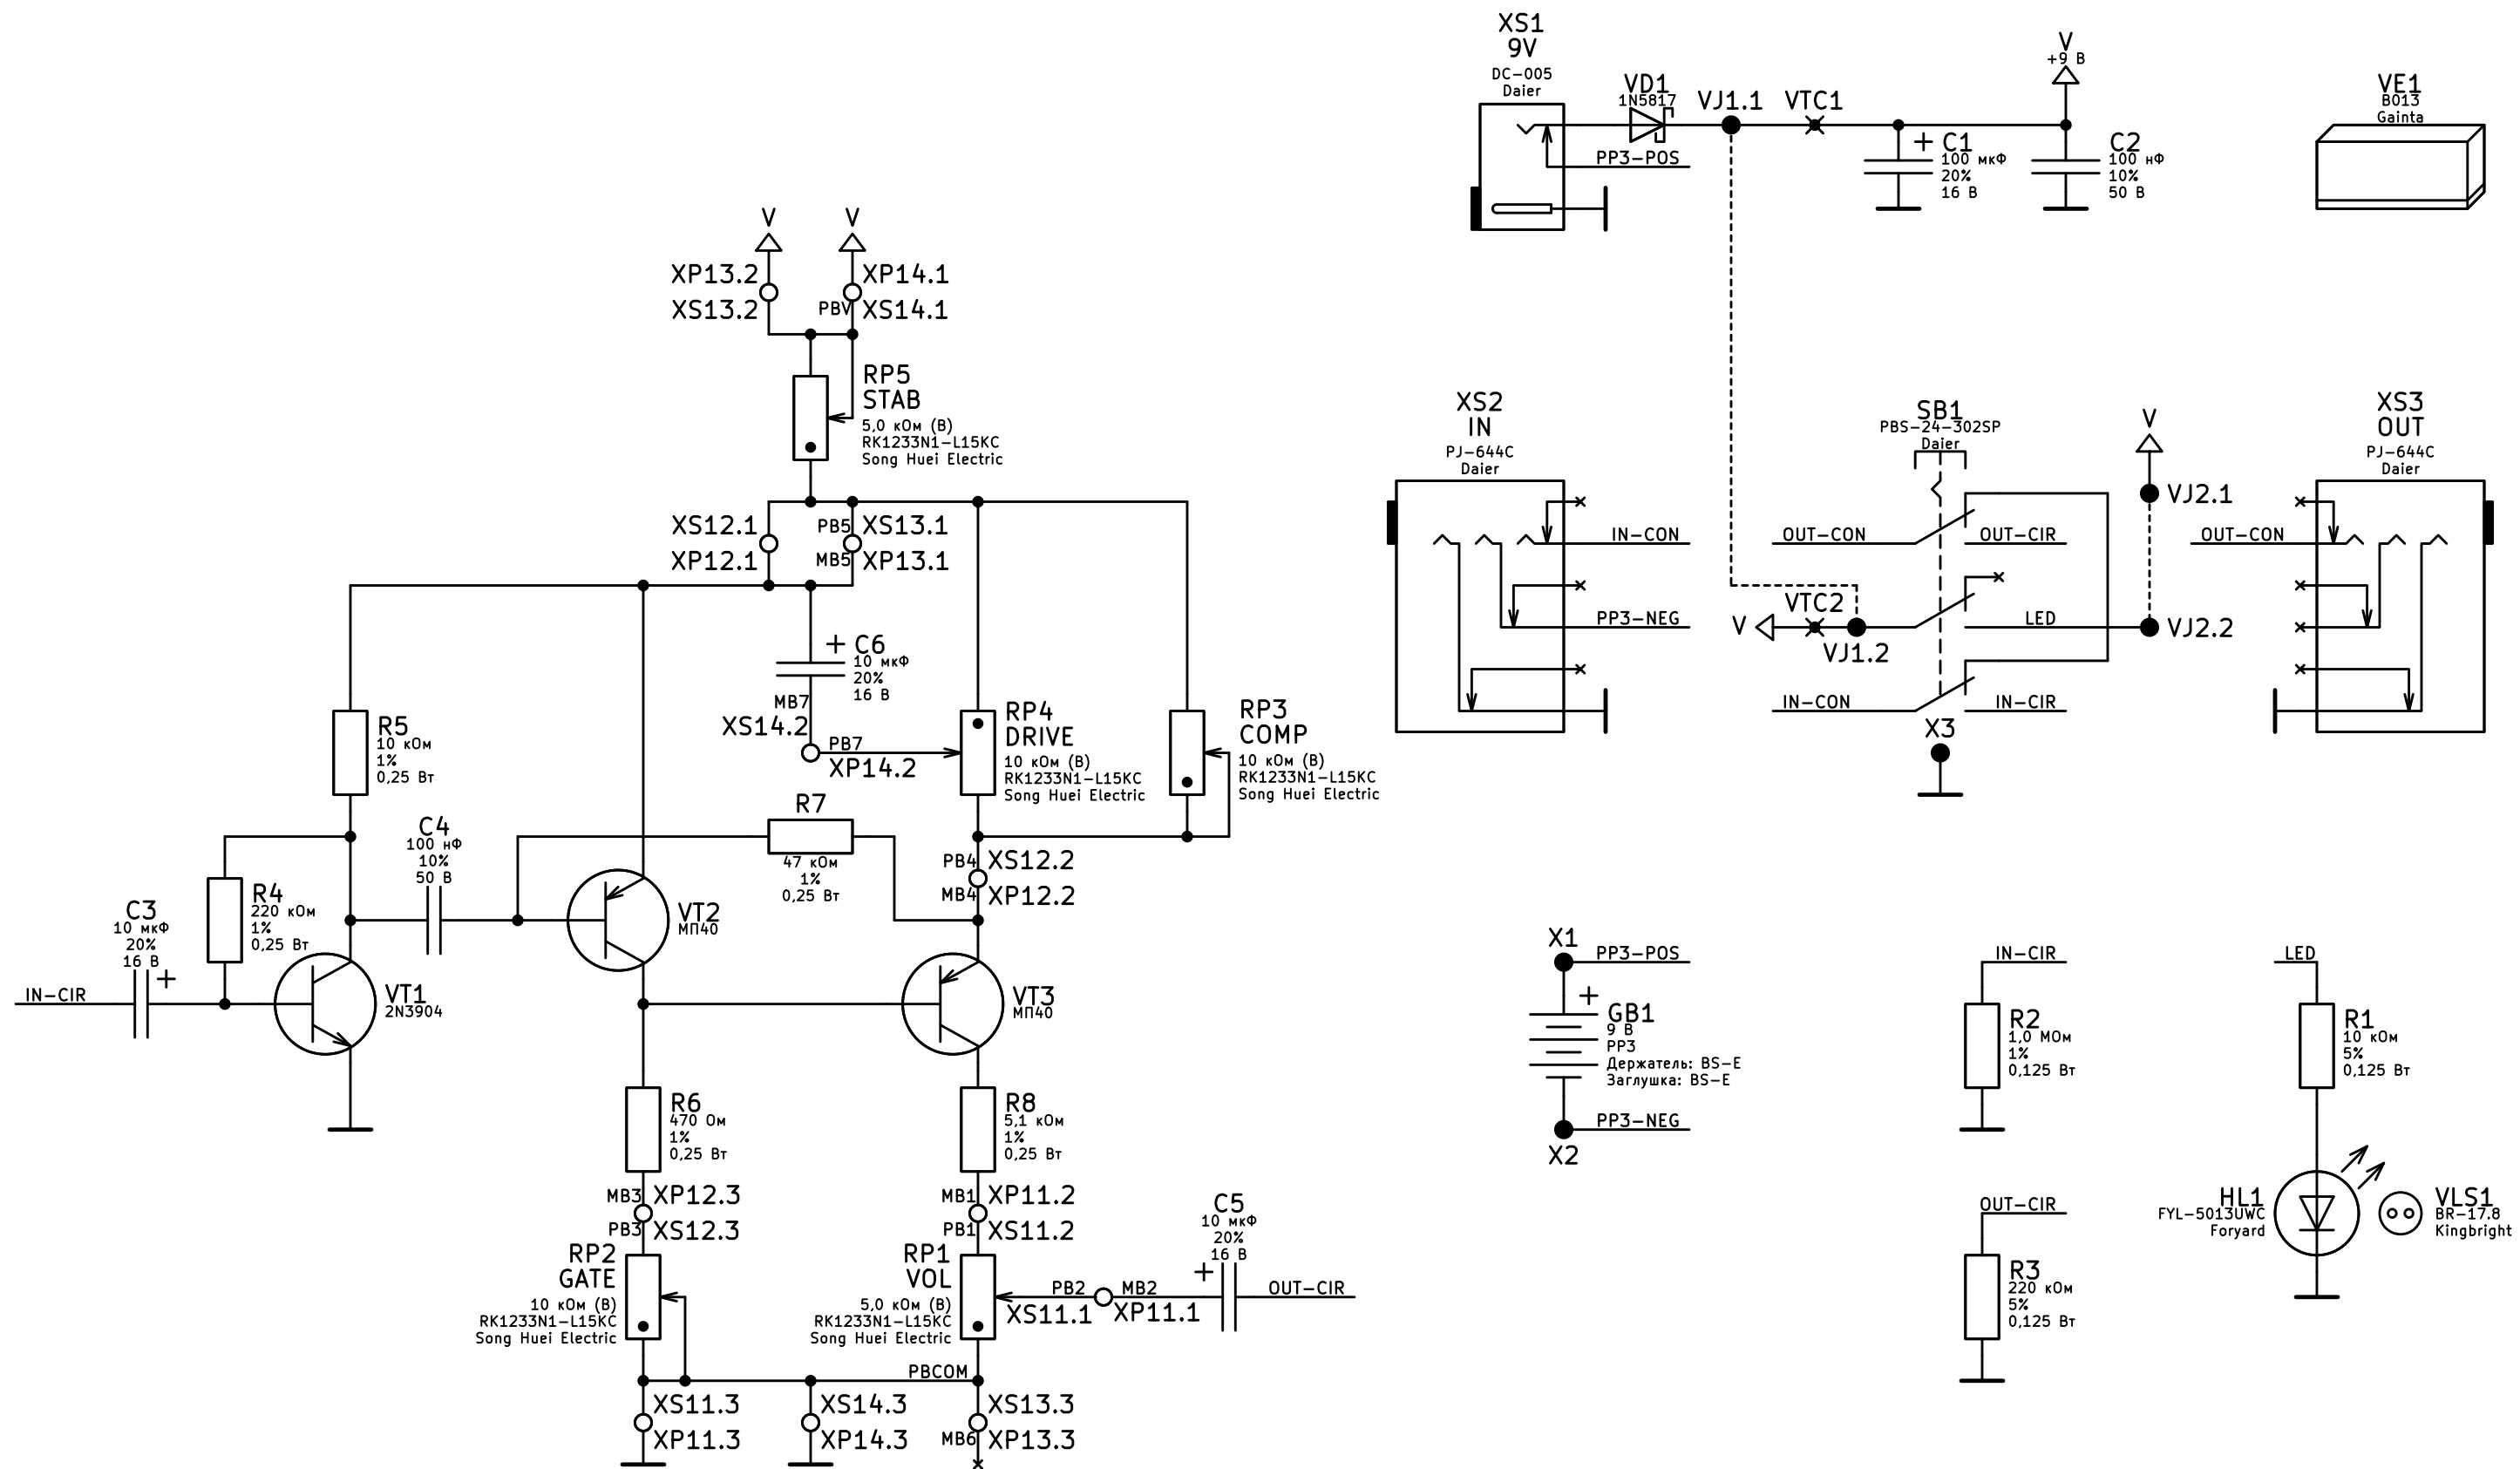 XS1
9V
DC-005
Daier
VD1
1N5817
VJ1.1
VTC1
V
+9 В
+
C1
100 мкФ
20%
16 В
C2
100 нФ
10%
50 В
VE1
B013
Gainta
PP3-POS
V
V
XP13.2
XP14.1
XS13.2
PBV
XS14.1
RP5
STAB
5,0 кОм (B)
RK1233N1-L15KC
Song Huei Electric
XS12.1
PB5
XS13.1
XP12.1
MB5
XP13.1
+
C6
10 мкФ
20%
16 В
MB7
XS14.2
PB7
XP14.2
RP4
DRIVE
10 кОм (B)
RK1233N1-L15KC
Song Huei Electric
RP3
COMP
10 кОм (B)
RK1233N1-L15KC
Song Huei Electric
R5
10 кОм
1%
0,25 Вт
R7
47 кОм
1%
0,25 Вт
C4
100 нФ
10%
50 В
R4
220 кОм
1%
0,25 Вт
C3
10 мкФ
20%
16 В
+
IN-CIR
VT1
2N3904
VT2
МП40
PB4
XS12.2
MB4
XP12.2
VT3
МП40
R6
470 Ом
1%
0,25 Вт
R8
5,1 кОм
1%
0,25 Вт
MB3
XP12.3
PB3
XS12.3
MB1
XP11.2
PB1
XS11.2
RP2
GATE
10 кОм (B)
RK1233N1-L15KC
Song Huei Electric
RP1
VOL
5,0 кОм (B)
RK1233N1-L15KC
Song Huei Electric
PB2
XS11.1
MB2
XP11.1
C5
10 мкФ
20%
16 В
+
OUT-CIR
PBCOM
XS11.3
XP11.3
XS14.3
XP14.3
XS13.3
MB6
XP13.3
XS2
IN
PJ-644C
Daier
IN-CON
PP3-NEG
SB1
PBS-24-302SP
Daier
OUT-CON
OUT-CIR
VTC2
V
VJ1.2
LED
IN-CON
IN-CIR
X3
V
VJ2.1
VJ2.2
XS3
OUT
PJ-644C
Daier
OUT-CON
X1
PP3-POS
+
GB1
9 В
PP3
Держатель: BS-E
Заглушка: BS-E
PP3-NEG
X2
IN-CIR
R2
1,0 МОм
1%
0,125 Вт
OUT-CIR
R3
220 кОм
5%
0,125 Вт
LED
R1
10 кОм
5%
0,125 Вт
HL1
FYL-5013UWC
Foryard
VLS1
BR-17.8
Kingbright